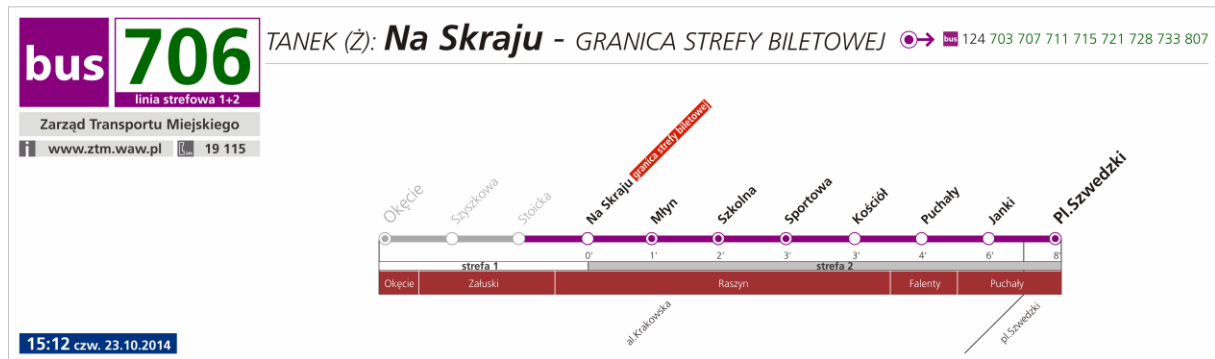 bus 706
linia strefowa 1+2
Zarząd Transportu Miejskiego
i www.ztm.waw.pl 19 115
TANEK (Ż): Na Skraju - GRANICA STREFY BILETOWEJ bus 124 703 707 711 715 721 728 733 807
granica strefy biletowej
Okęcie Szyszkowa Stoicka Na Skraju Młyn Szkolna Sportowa Kościół Puchały Janki Pl.Szwedzki
0' 1' 2' 3' 3' 4' 6' 8'
strefa 1 strefa 2
Okęcie Załuski Raszyn Falenty Puchały
al.Krakowska pl.Szwedzki
15:12 czw. 23.10.2014